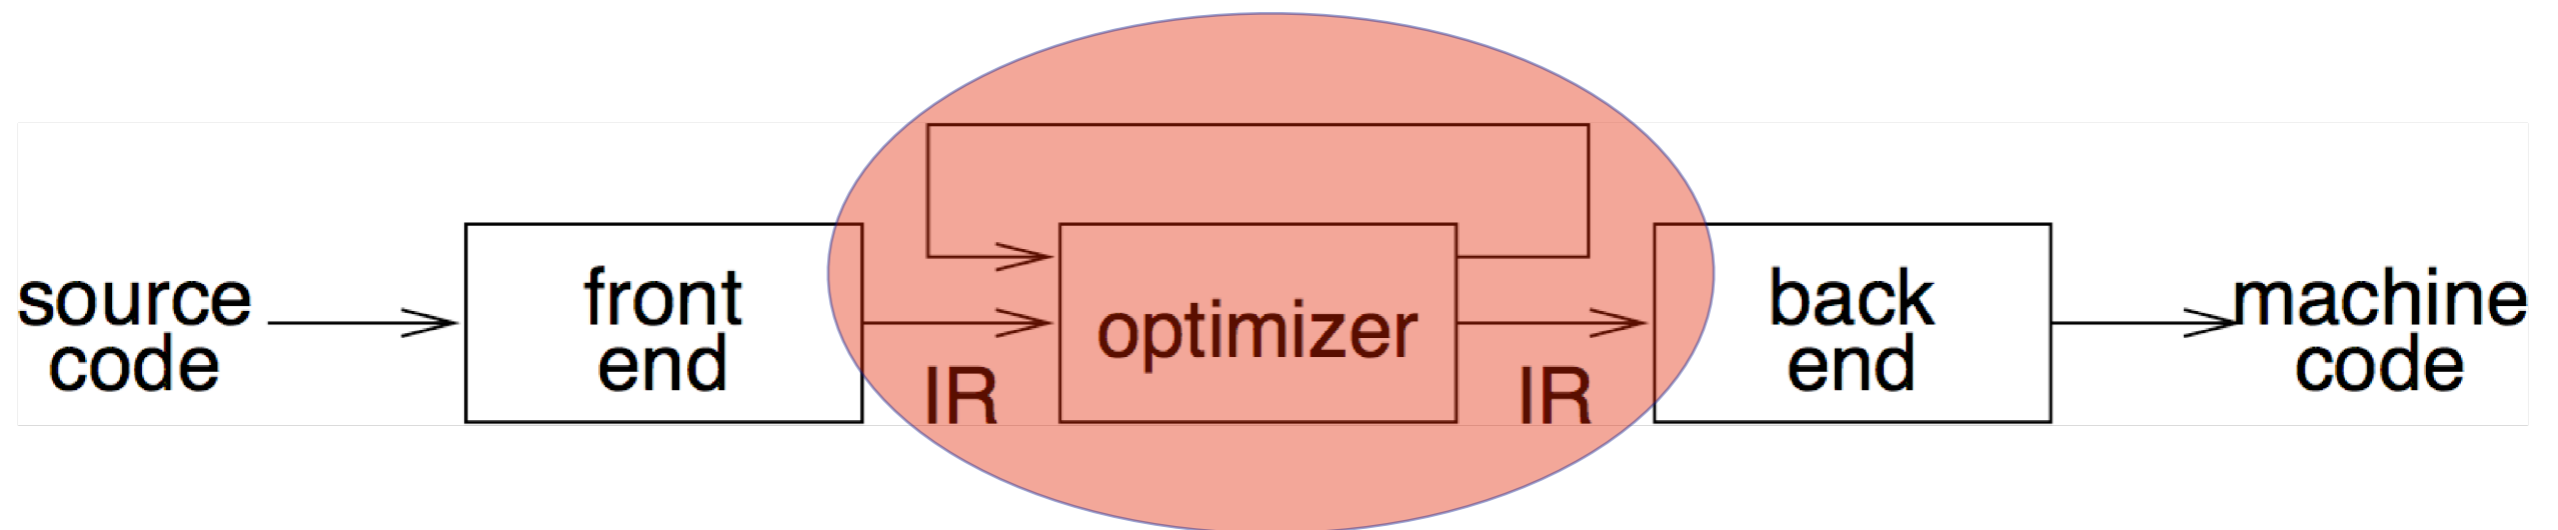 source
code
front
end
IR
optimizer
IR
back
end
machine
code